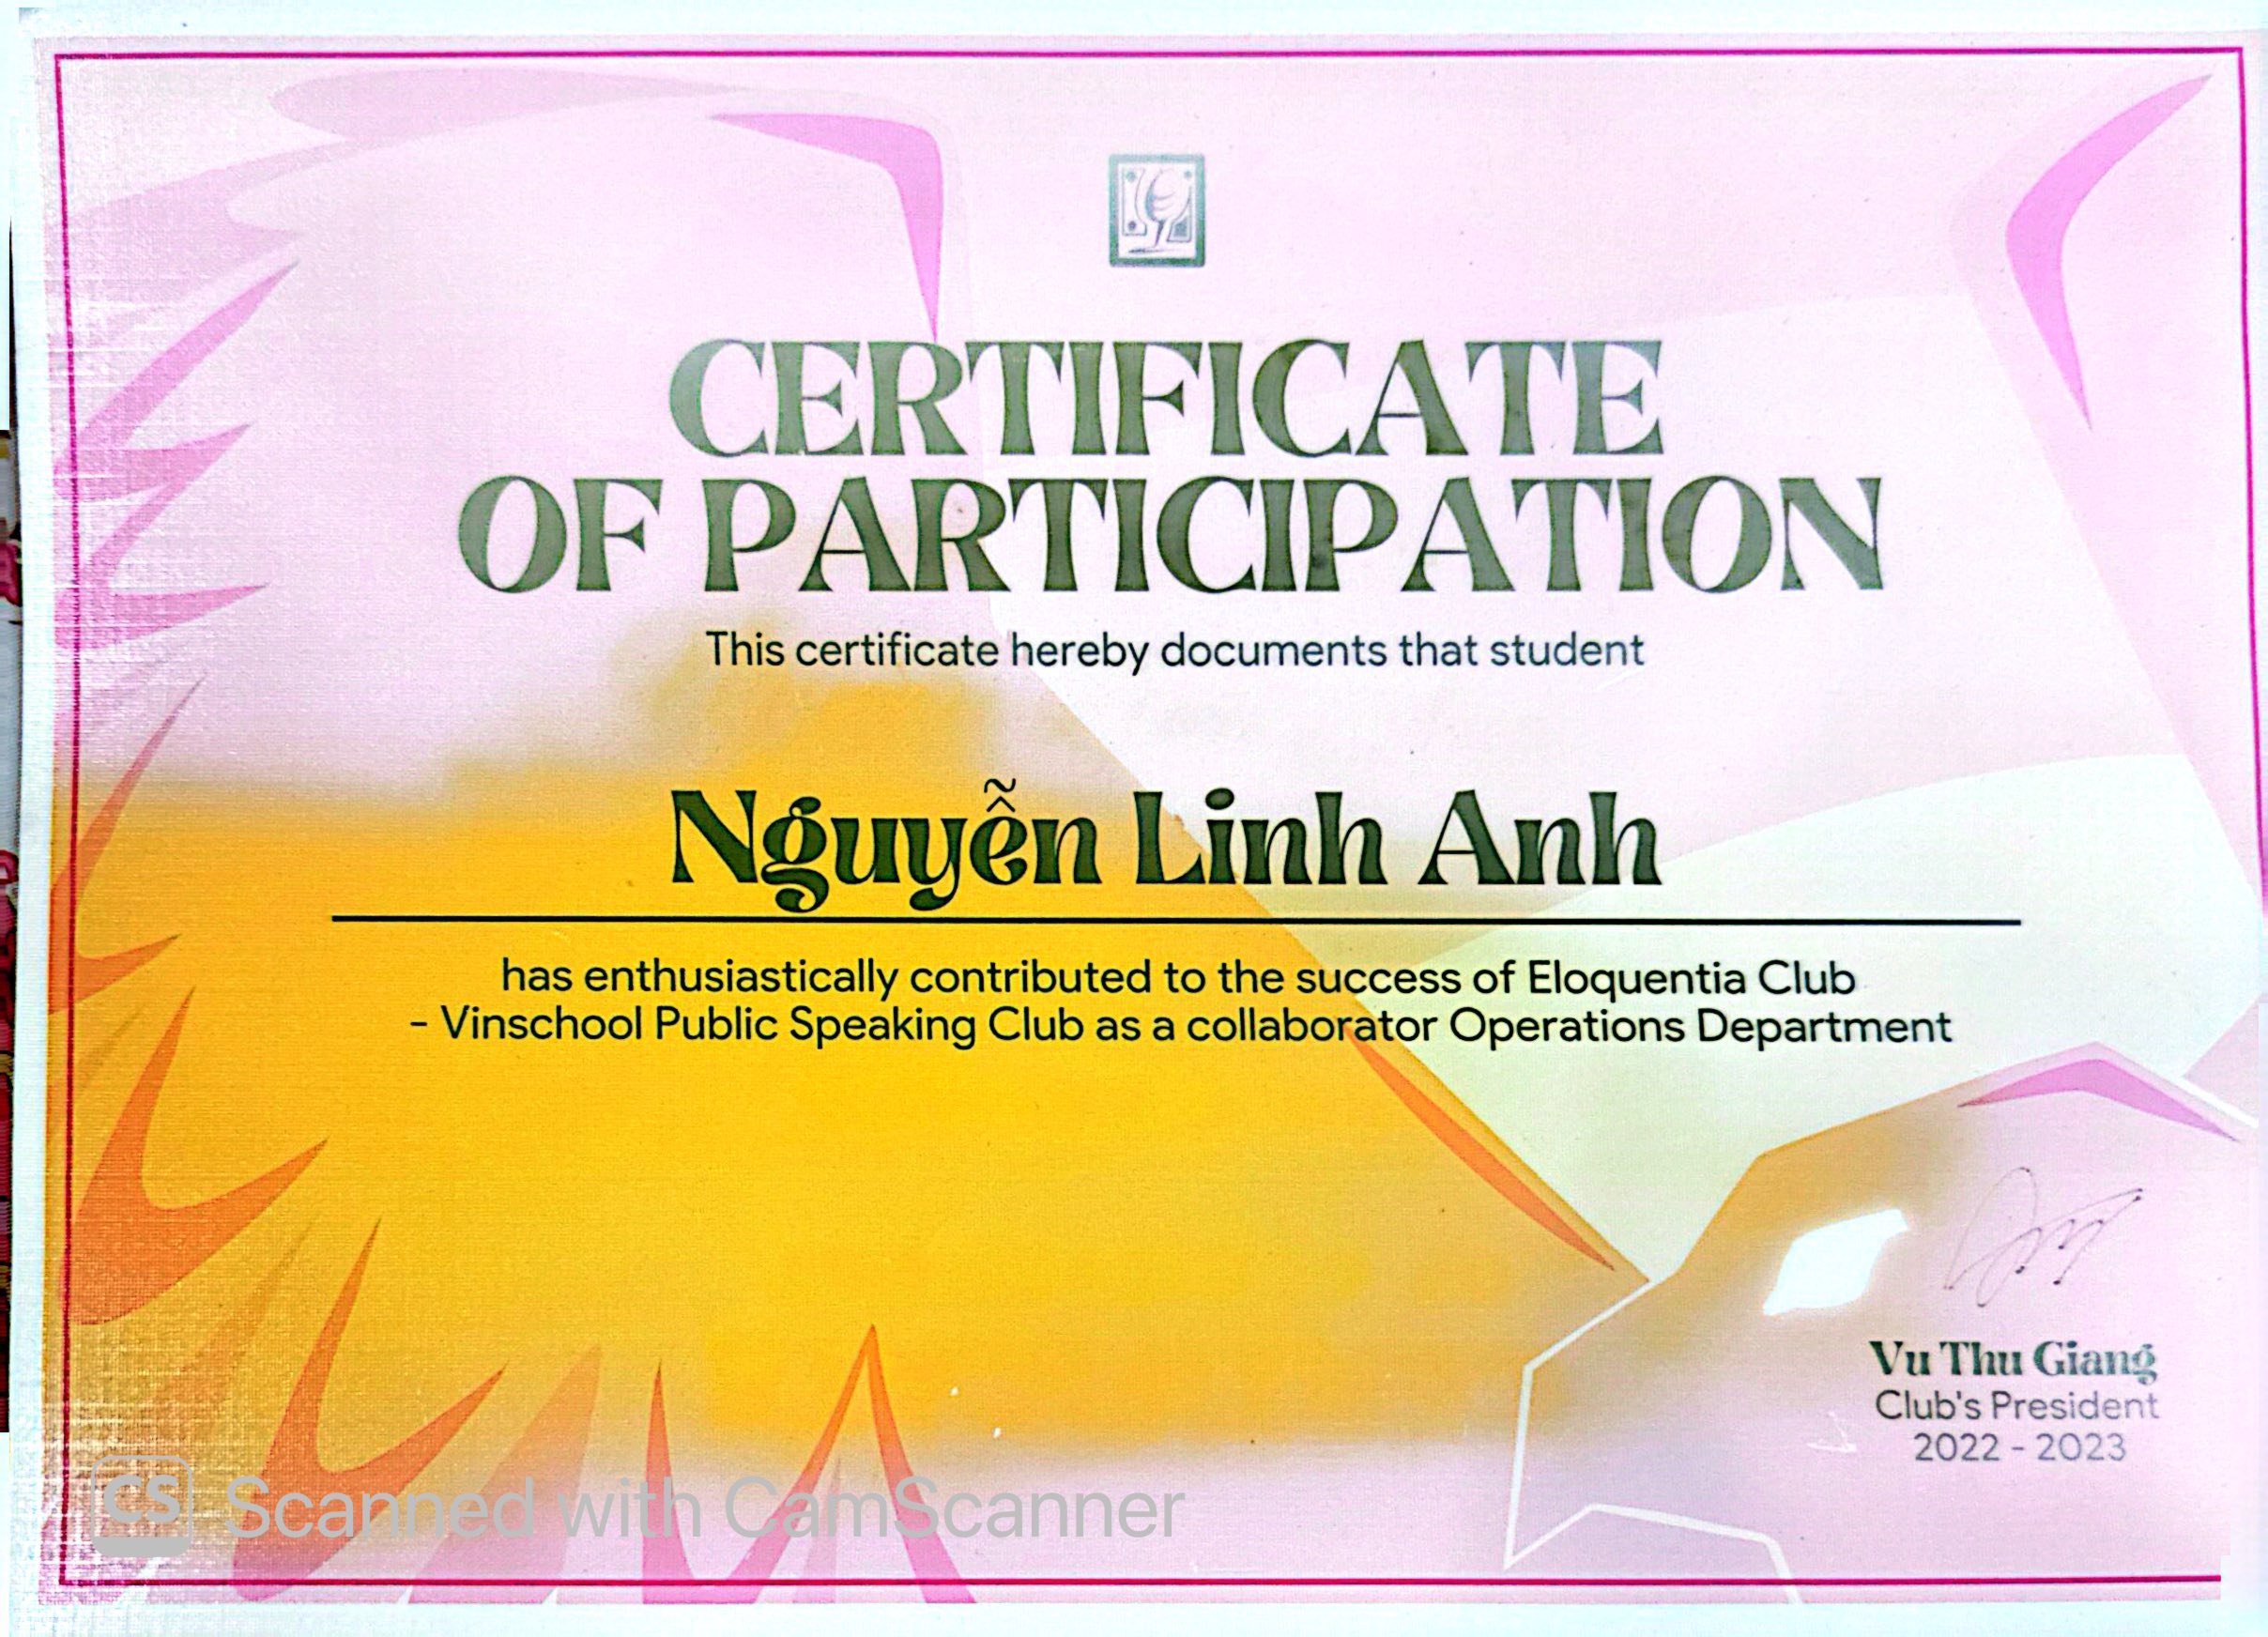 CERTIFICATE
OF PARTICIPATION
This certificate hereby documents that student
Nguyễn Linh Anh
has enthusiastically contributed to the success of Eloquentia Club
- Vinschool Public Speaking Club as a collaborator Operations Department
Vu Thu Giang
Club's President
2022 - 2023
CS Scanned with CamScanner